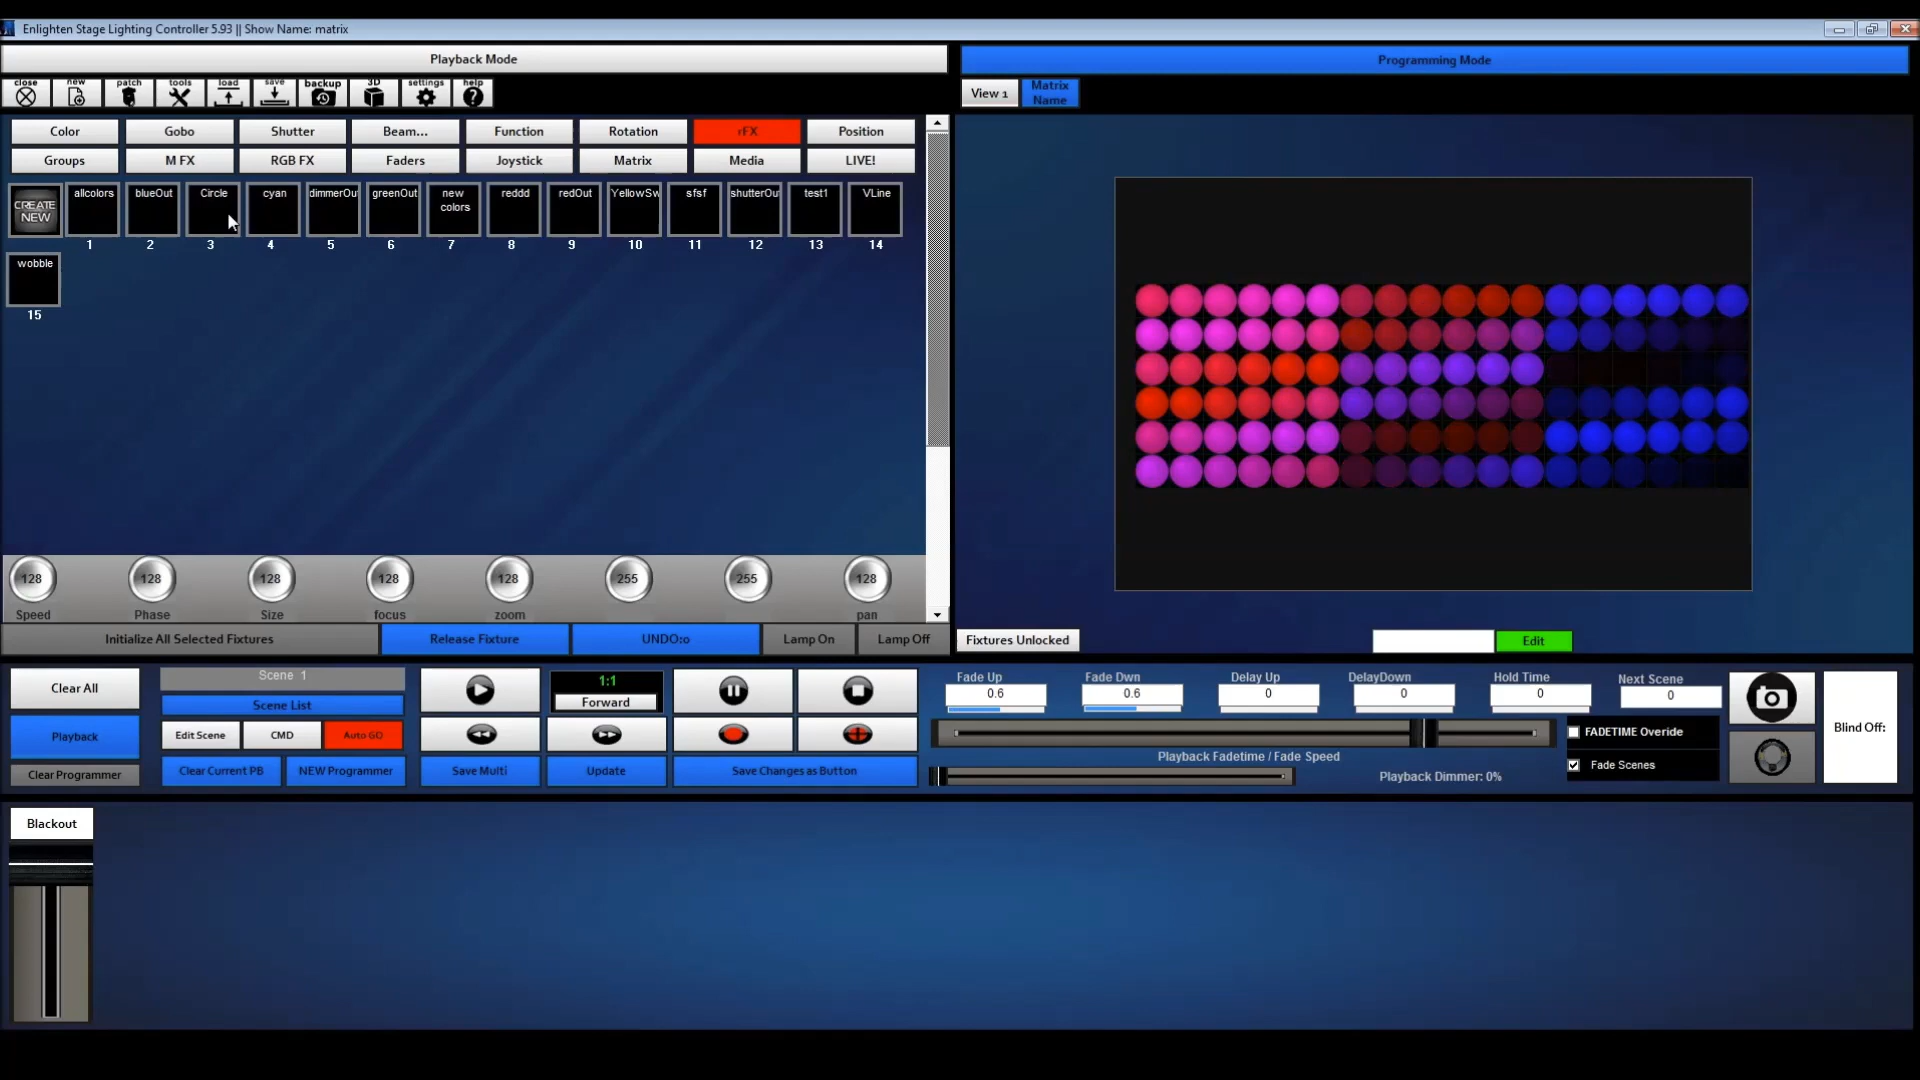 Enlighten Stage Lighting Controller 5.93 || Show Name: matrix
Playback Mode
Programming Mode
close new patch tools load save backup 3D settings help
View 1 Matrix Name
Color Gobo Shutter Beam... Function Rotation rFX Position
Groups M FX RGB FX Faders Joystick Matrix Media LIVE!
CREATE NEW allcolors blueOut Circle cyan dimmerOu greenOut new colors reddd redOut YellowSw sfsf shutterOu test1 VLine
1 2 3 4 5 6 7 8 9 10 11 12 13 14
wobble
15
128 128 128 128 128 255 255 128
Speed Phase Size focus zoom pan
Initialize All Selected Fixtures Release Fixture UNDO:0 Lamp On Lamp Off
Fixtures Unlocked Edit
Clear All Scene 1 1:1 Fade Up Fade Dwn Delay Up DelayDown Hold Time Next Scene
Scene List Forward 0.6 0.6 0 0 0 0
Playback Edit Scene CMD Auto GO FADETIME Override Blind Off:
Playback Fadetime / Fade Speed
Clear Programmer Clear Current PB NEW Programmer Save Multi Update Save Changes as Button Playback Dimmer: 0% Fade Scenes
Blackout